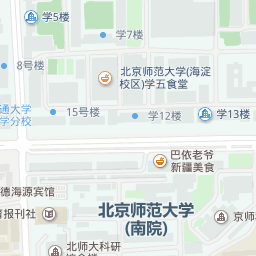 学5楼
学7楼
8号楼
北京师范大学(海淀
校区)学五食堂
通大学
学分校
15号楼
学12楼
学13楼
巴依老爷
新疆美食
德海源宾馆
北京师范大学
(南院)
育报刊社
京师
北师大科研